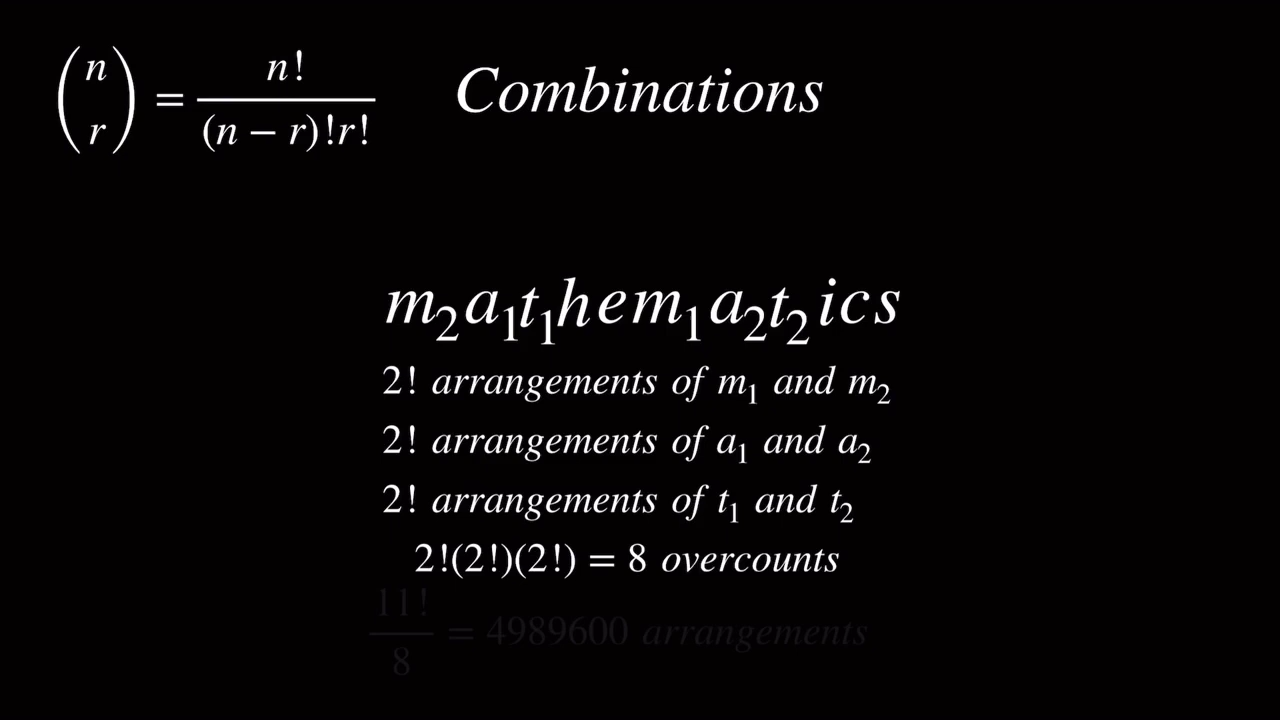 (n r) = n! / (n − r)!r!
Combinations
m₂a₁t₁hem₁a₂t₂ics
2! arrangements of m₁ and m₂
2! arrangements of a₁ and a₂
2! arrangements of t₁ and t₂
2!(2!)(2!) = 8 overcounts
11! / 8 = 4989600 arrangements